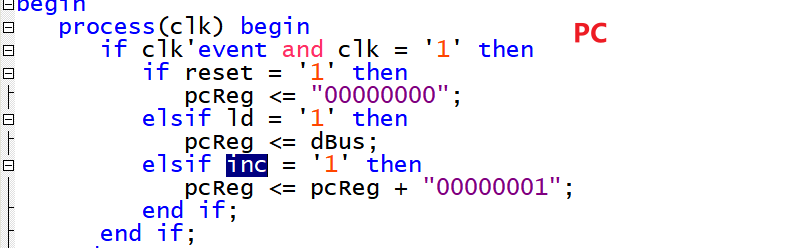 begin
process(clk) begin
PC
if clk'event and clk = '1' then
if reset = '1' then
pcReg <= "00000000";
elsif ld = '1' then
pcReg <= dBus;
elsif inc = '1' then
pcReg <= pcReg + "00000001";
end if;
end if;